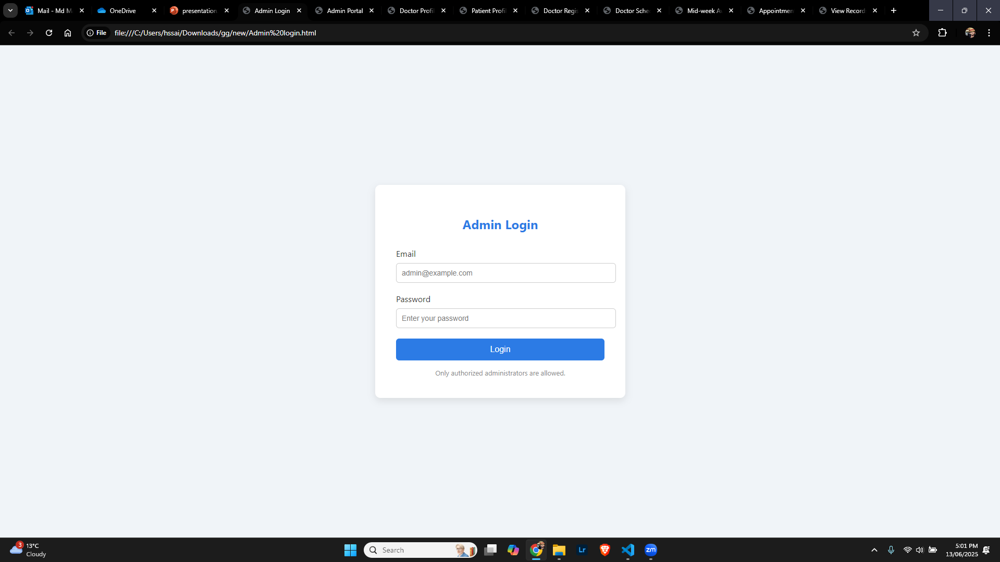 Mail - Md M
OneDrive
presentation
Admin Login
Admin Portal
Doctor Profi
Patient Profi
Doctor Regis
Doctor Sche
Mid-week A
Appointmen
View Record
File file:///C:/Users/hssai/Downloads/gg/new/Admin%20login.html
Admin Login
Email
admin@example.com
Password
Enter your password
Login
Only authorized administrators are allowed.
3
13°C
Cloudy
Search
Lr
zm
5:01 PM
13/06/2025